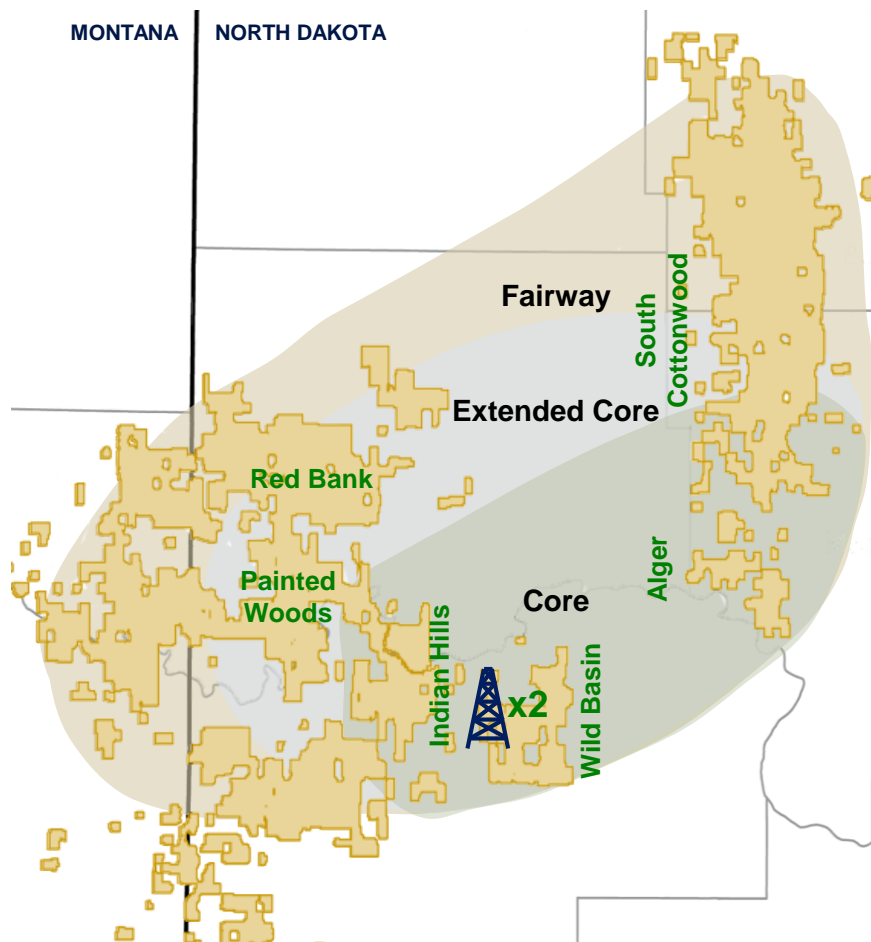 MONTANA
NORTH DAKOTA
Fairway
South
Cottonwood
Extended Core
Red Bank
Painted
Woods
Alger
Core
Indian Hills
x2
Wild Basin